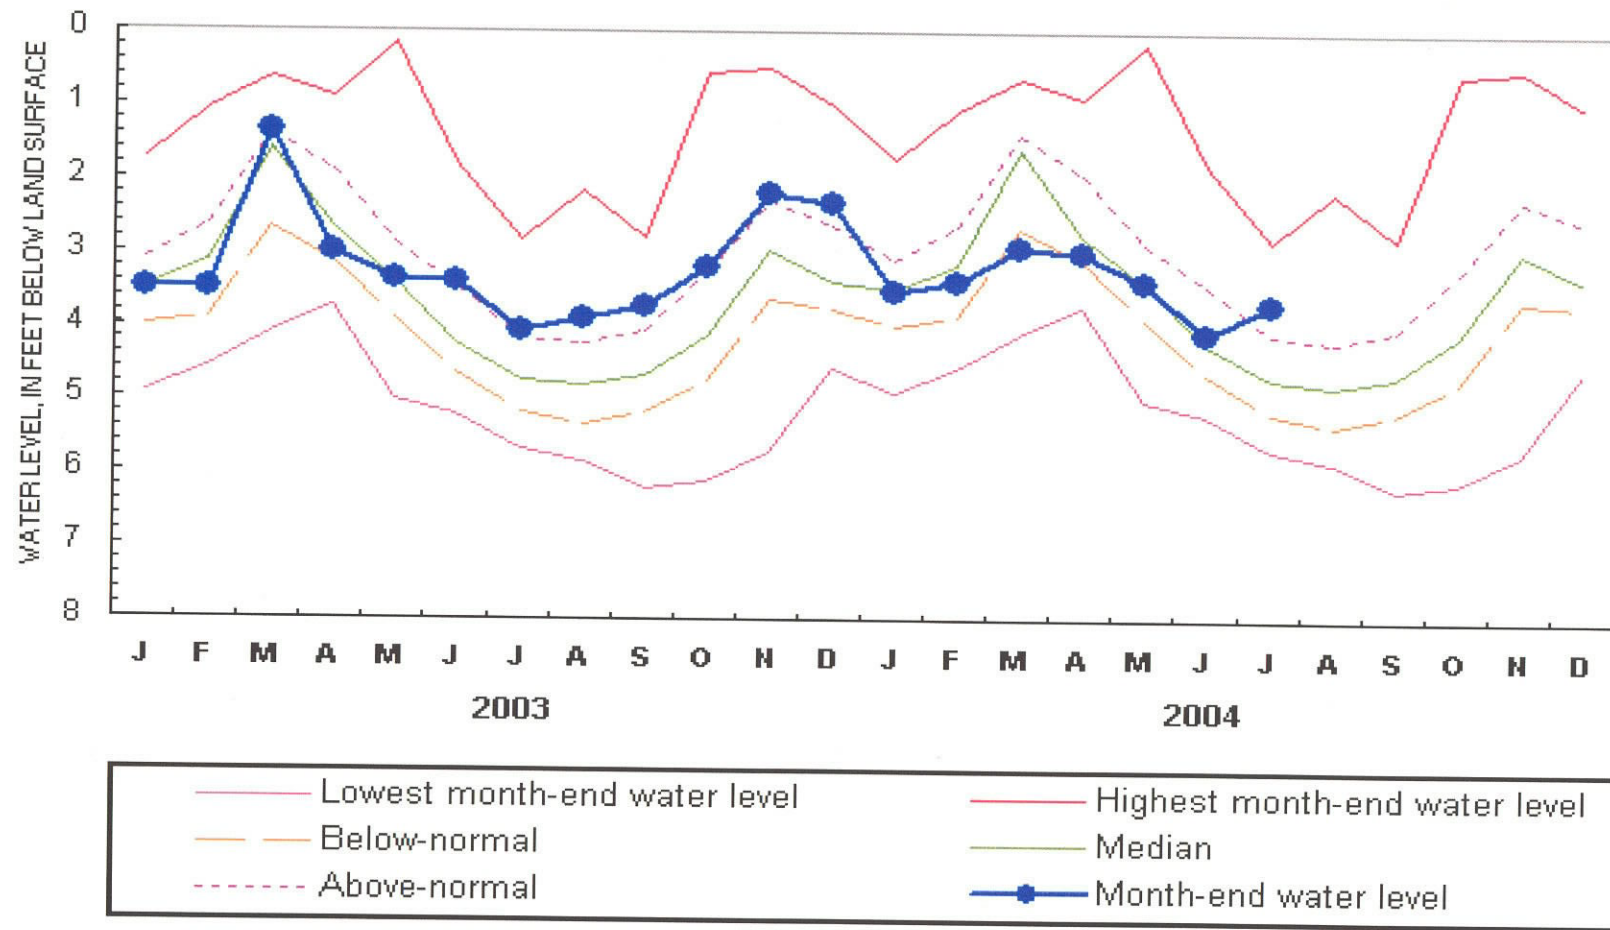 WATER LEVEL, IN FEET BELOW LAND SURFACE
0
1
2
3
4
5
6
7
8
J F M A M J J A S O N D J F M A M J J A S O N D
2003 2004
Lowest month-end water level Highest month-end water level
Below-normal Median
Above-normal Month-end water level